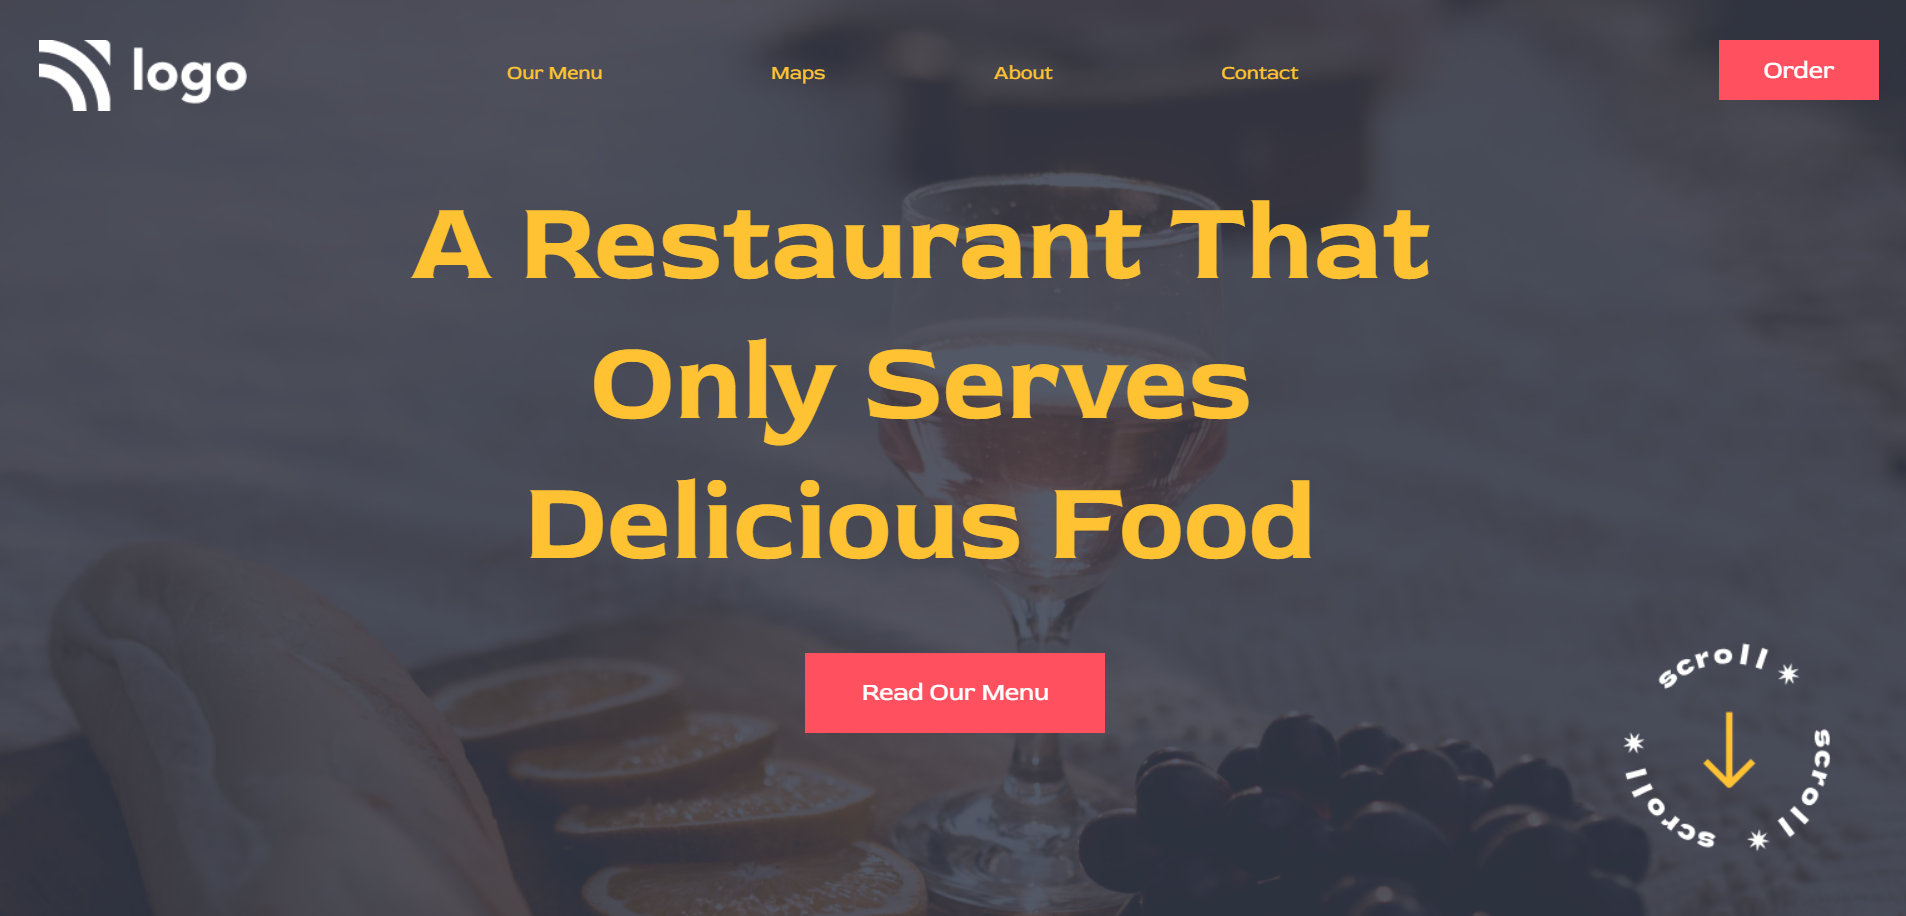 logo
Our Menu
Maps
About
Contact
Order
A Restaurant That
Only Serves
Delicious Food
Read Our Menu
scroll
scroll
scroll